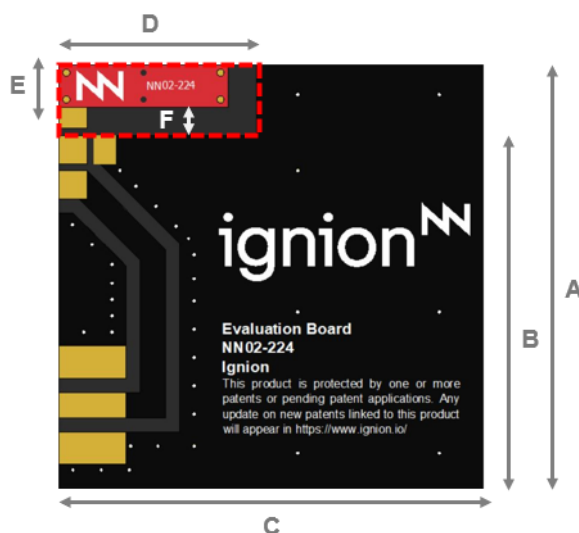 D
E
NN02-224
F
ignion
A
B
Evaluation Board
NN02-224
Ignion
This product is protected by one or more
patents or pending patent applications. Any
update on new patents linked to this product
will appear in https://www.ignion.io/
C